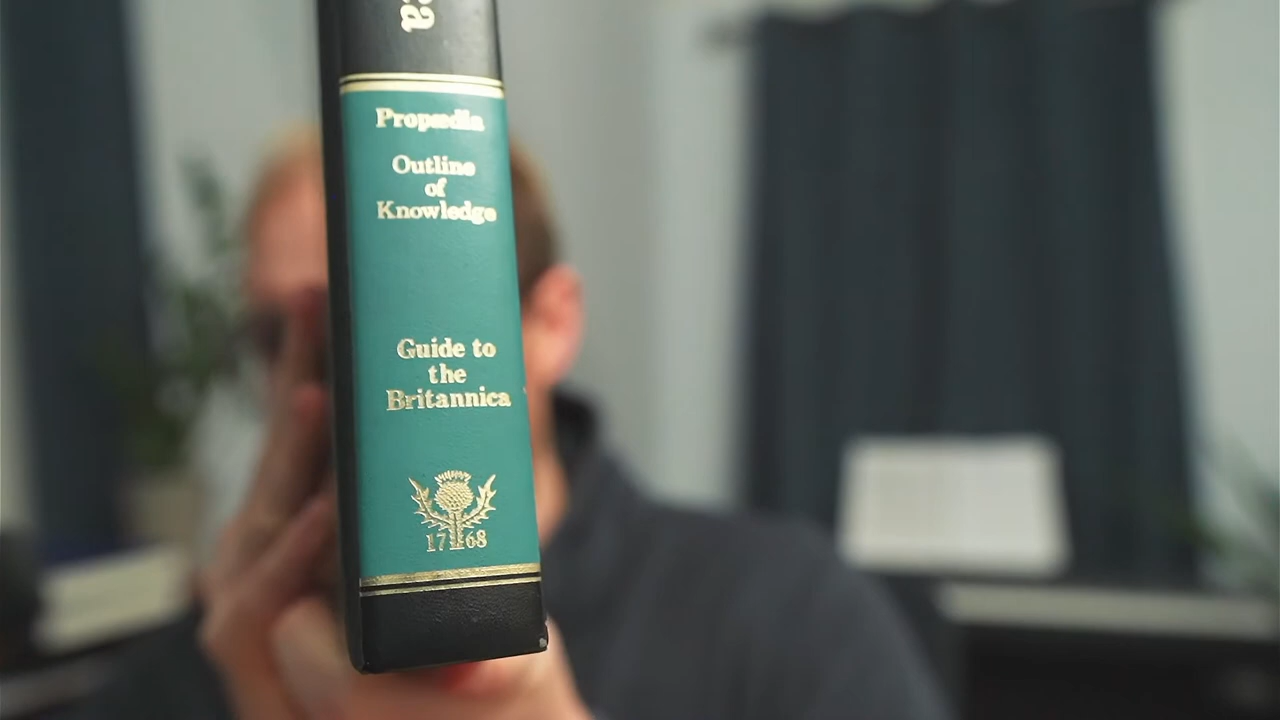 Propædia
Outline
of
Knowledge
Guide to
the
Britannica
1768